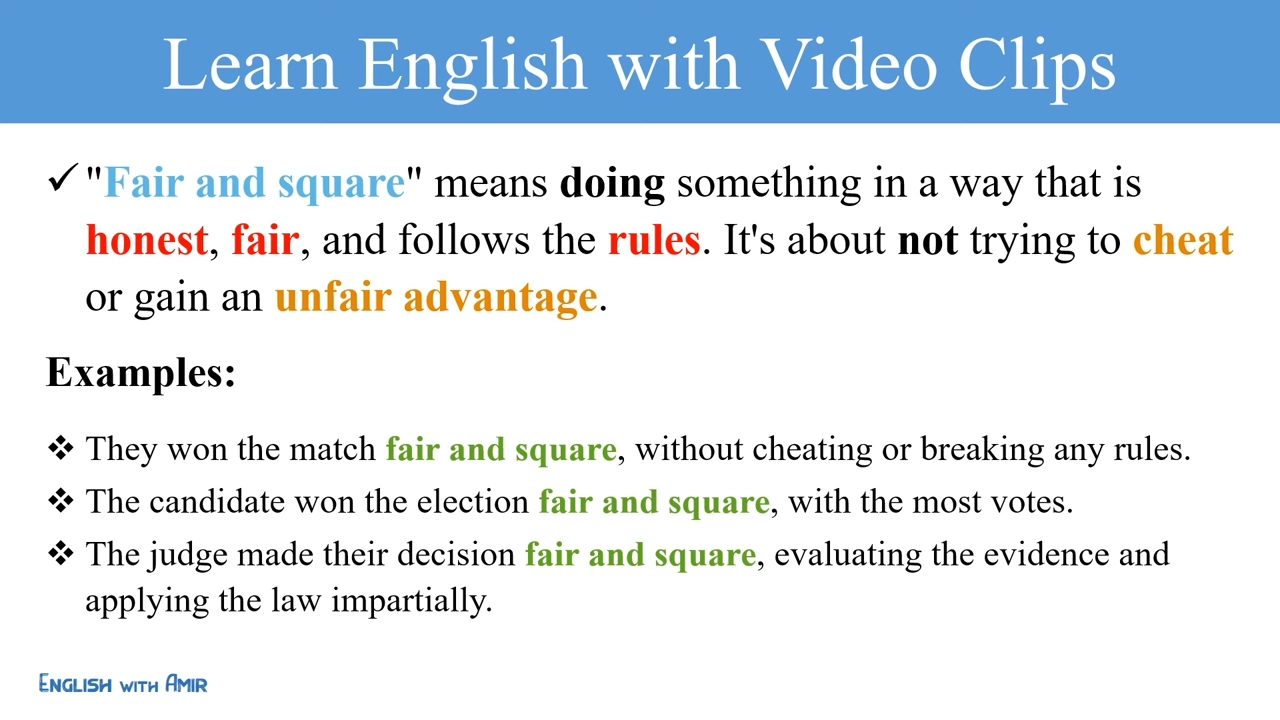 Learn English with Video Clips
✓ "Fair and square" means doing something in a way that is
honest, fair, and follows the rules. It's about not trying to cheat
or gain an unfair advantage.
Examples:
❖ They won the match fair and square, without cheating or breaking any rules.
❖ The candidate won the election fair and square, with the most votes.
❖ The judge made their decision fair and square, evaluating the evidence and
applying the law impartially.
English with Amir